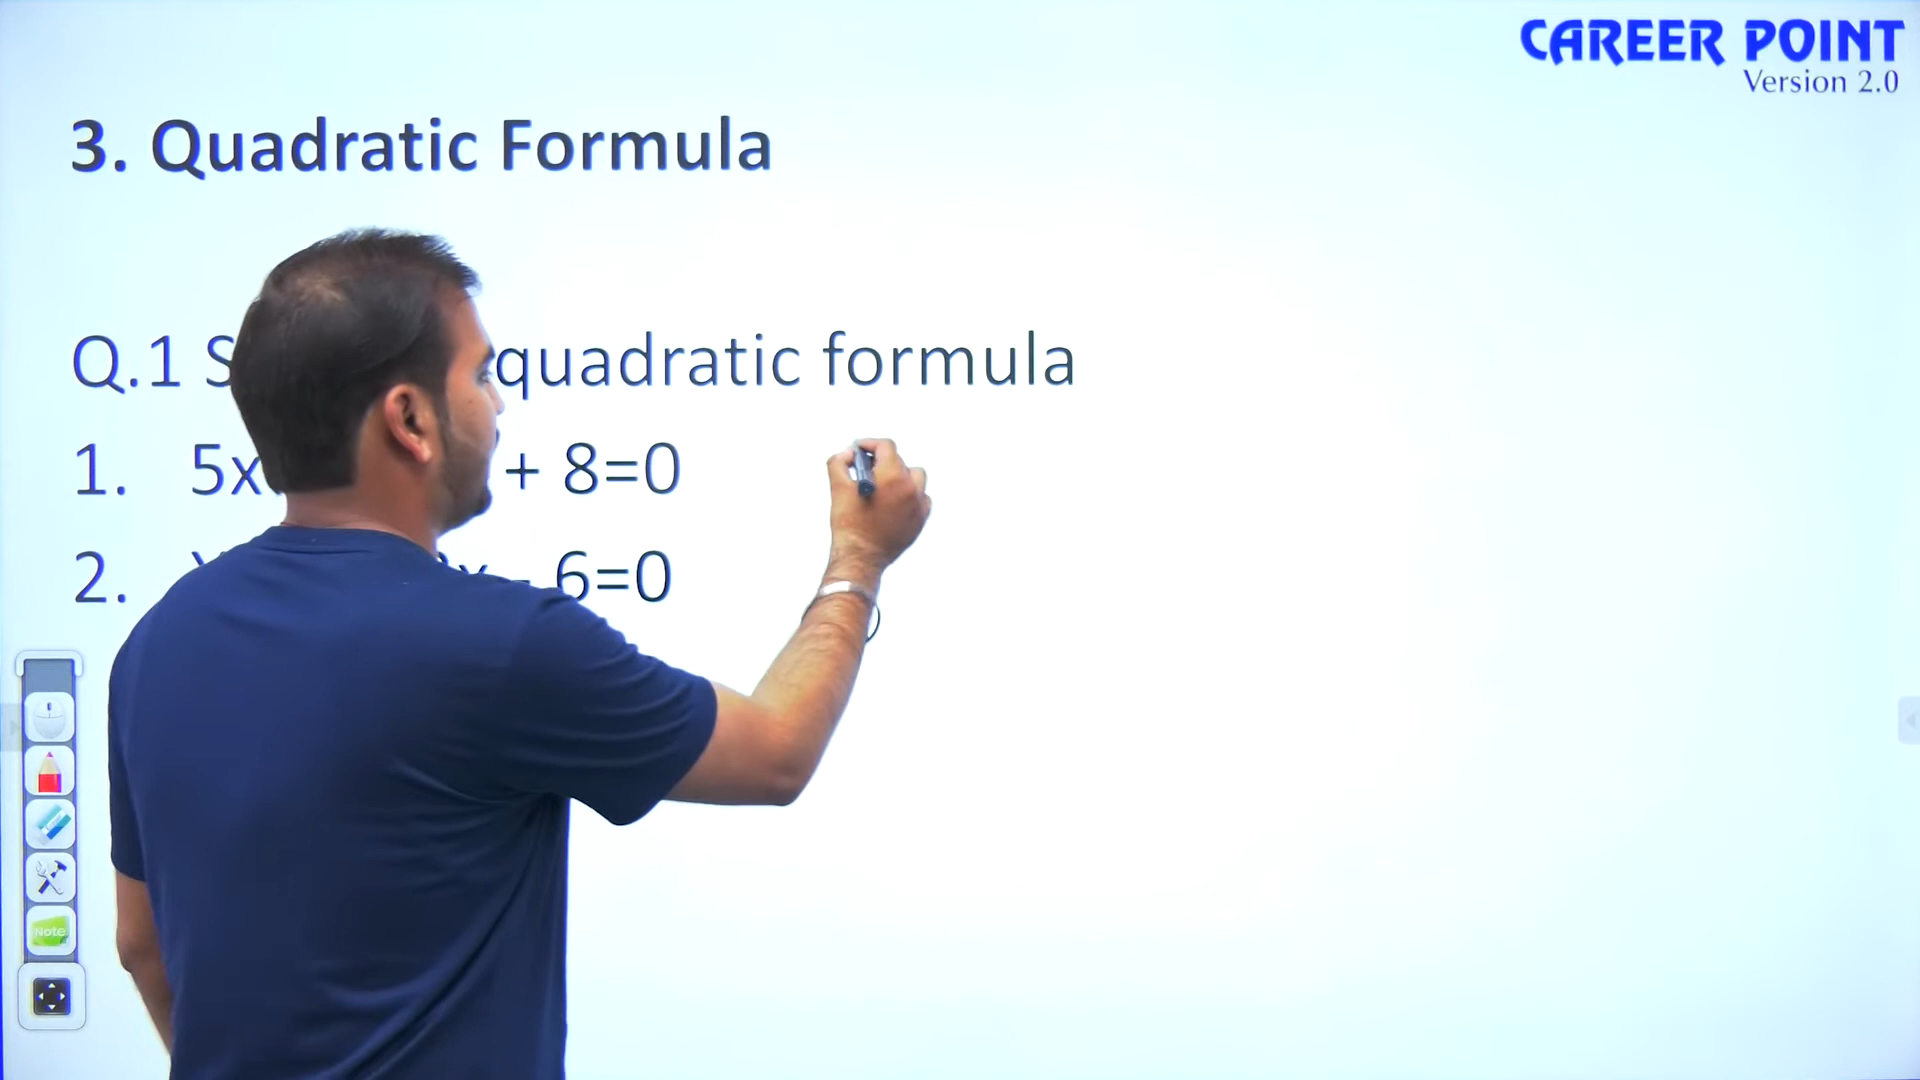 CAREER POINT
Version 2.0
3. Quadratic Formula
Q.1 quadratic formula
1. 5x + 8=0
2. - 6=0
Note